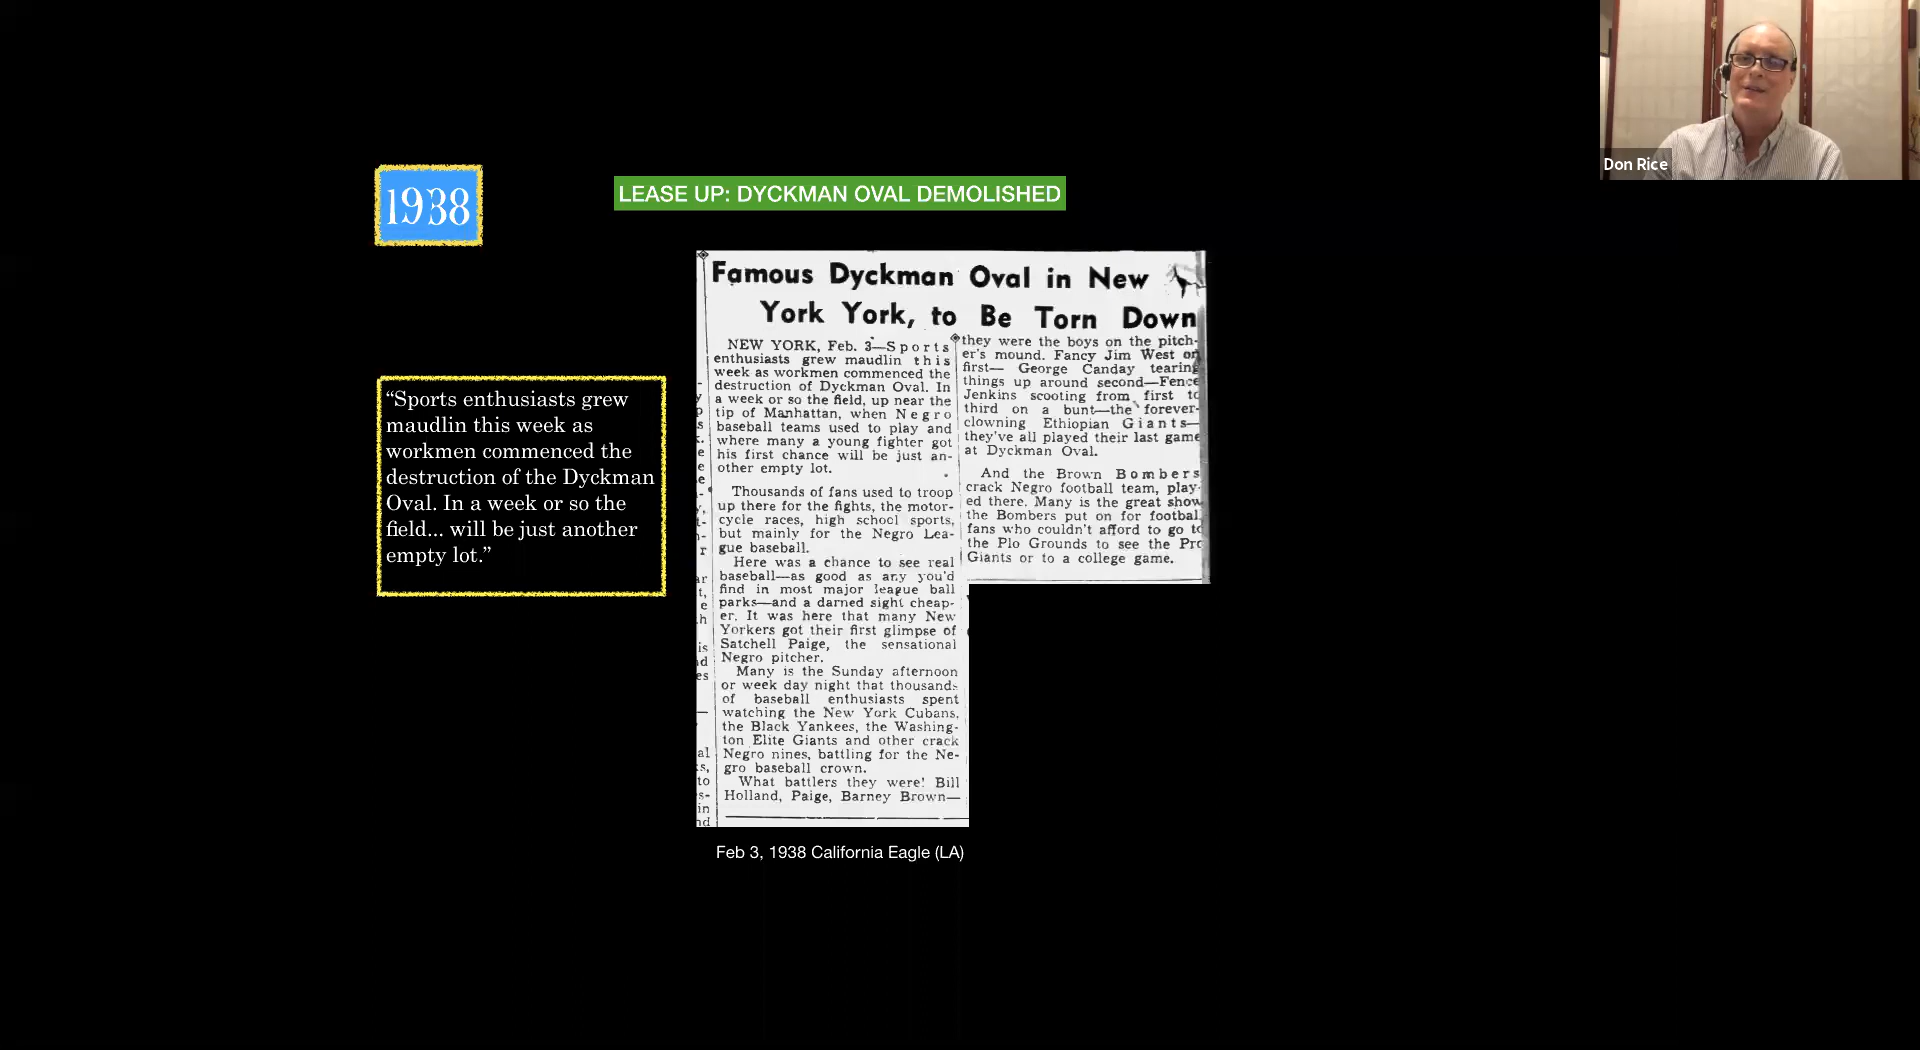 Don Rice
1938
LEASE UP: DYCKMAN OVAL DEMOLISHED
“Sports enthusiasts grew
maudlin this week as
workmen commenced the
destruction of the Dyckman
Oval. In a week or so the
field... will be just another
empty lot.”
Famous Dyckman Oval in New
York York, to Be Torn Down
NEW YORK, Feb. 3—Sports
enthusiasts grew maudlin this
week as workmen commenced the
destruction of Dyckman Oval. In
a week or so the field, up near the
tip of Manhattan, when Negro
baseball teams used to play and
where many a young fighter got
his first chance will be just an-
other empty lot.
Thousands of fans used to troop
up there for the fights, the motor-
cycle races, high school sports,
but mainly for the Negro Lea-
gue baseball.
Here was a chance to see real
baseball—as good as any you'd
find in most major league ball
parks—and a darned sight cheap-
er. It was here that many New
Yorkers got their first glimpse of
Satchell Paige, the sensational
Negro pitcher.
Many is the Sunday afternoon
or week day night that thousands
of baseball enthusiasts spent
watching the New York Cubans,
the Black Yankees, the Washing-
ton Elite Giants and other crack
Negro nines, battling for the Ne-
gro baseball crown.
What battlers they were! Bill
Holland, Paige, Barney Brown—
they were the boys on the pitch-
er's mound. Fancy Jim West on
first— George Canday tearing
things up around second—Fence
Jenkins scooting from first to
third on a bunt—the forever-
clowning Ethiopian Giants—
they've all played their last game
at Dyckman Oval.
And the Brown Bombers
crack Negro football team, play-
ed there. Many is the great show
the Bombers put on for footbal
fans who couldn't afford to go to
the Plo Grounds to see the Pro
Giants or to a college game.
Feb 3, 1938 California Eagle (LA)